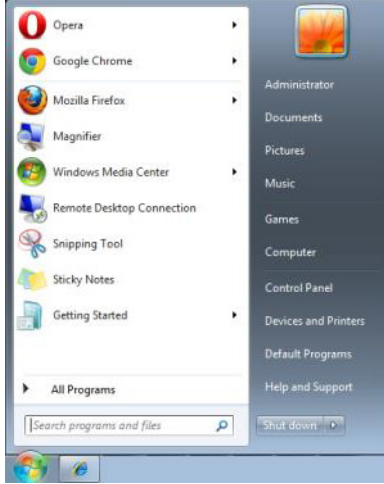 Opera
Google Chrome
Mozilla Firefox
Magnifier
Windows Media Center
Remote Desktop Connection
Snipping Tool
Sticky Notes
Getting Started
All Programs
Search programs and files
Administrator
Documents
Pictures
Music
Games
Computer
Control Panel
Devices and Printers
Default Programs
Help and Support
Shut down